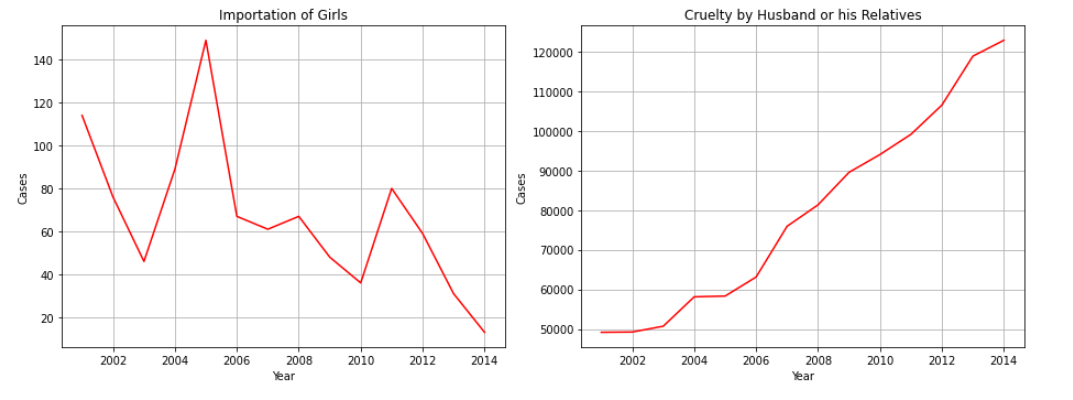 Importation of Girls
140
120
100
80
60
40
20
Cases
2002 2004 2006 2008 2010 2012 2014
Year
Cruelty by Husband or his Relatives
120000
110000
100000
90000
80000
70000
60000
50000
Cases
2002 2004 2006 2008 2010 2012 2014
Year